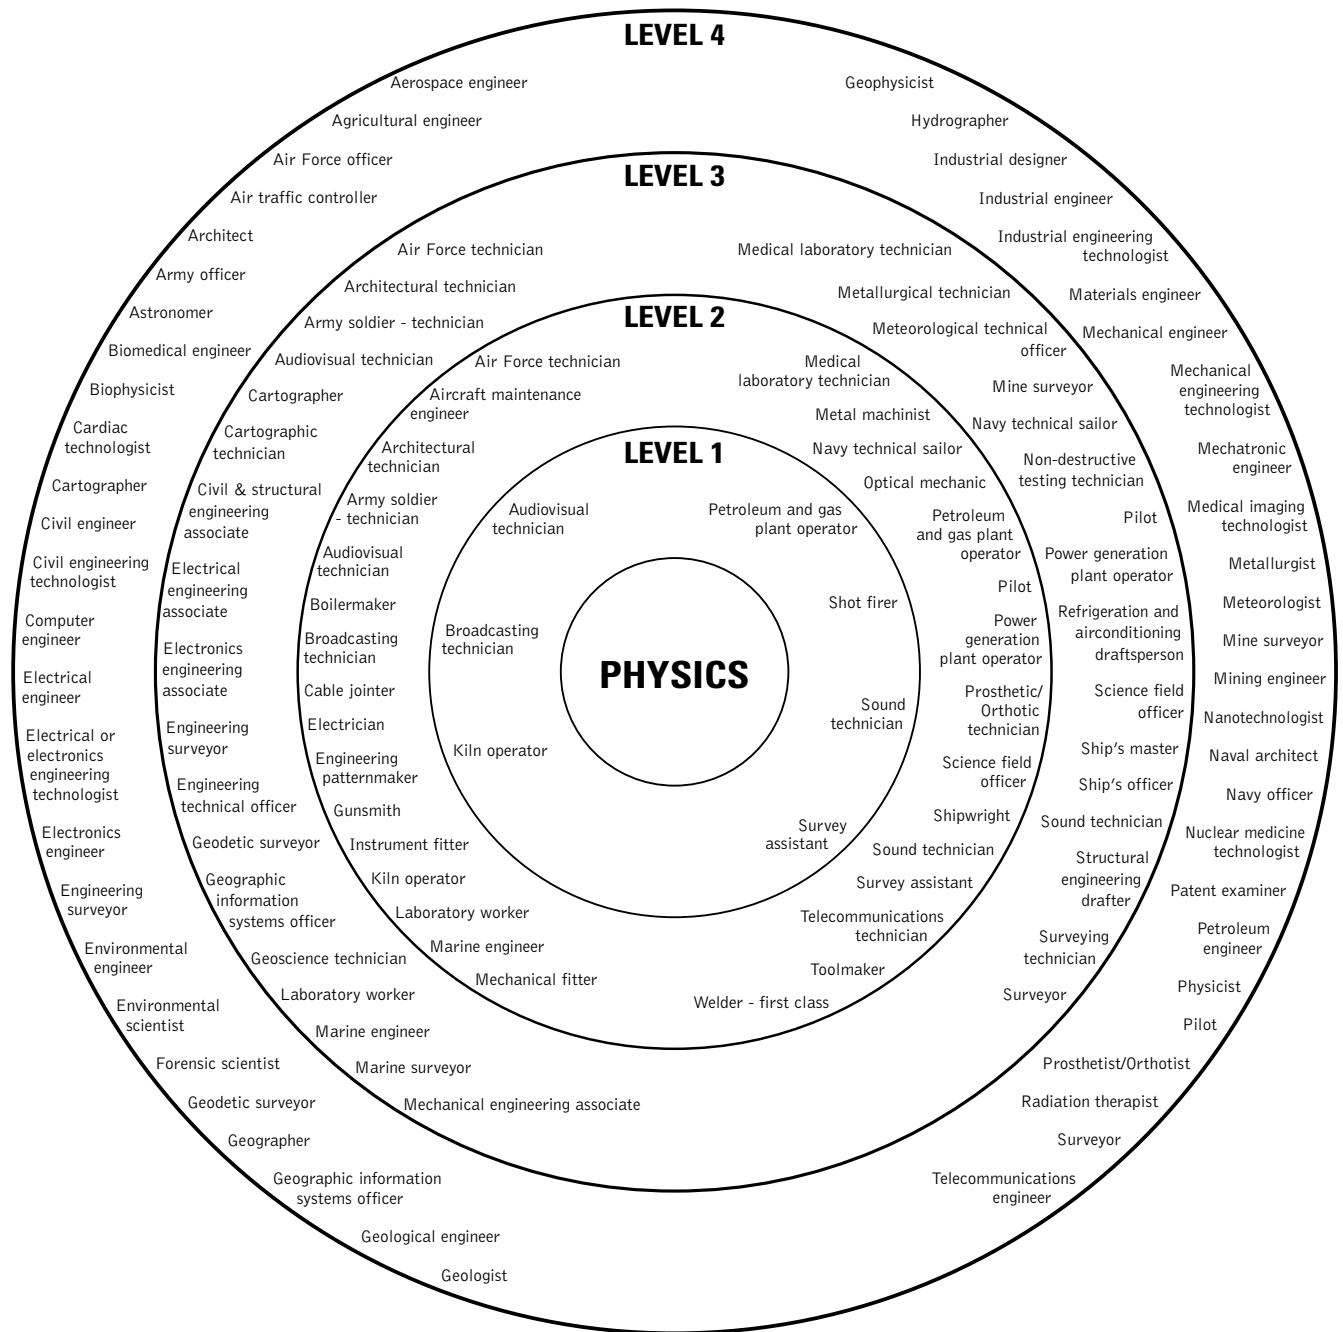 LEVEL 4
Aerospace engineer
Agricultural engineer
Air Force officer
Air traffic controller
Architect
Army officer
Astronomer
Biomedical engineer
Biophysicist
Cardiac
technologist
Cartographer
Civil engineer
Civil engineering
technologist
Computer
engineer
Electrical
engineer
Electrical or
electronics
engineering
technologist
Electronics
engineer
Engineering
surveyor
Environmental
engineer
Environmental
scientist
Forensic scientist
Geodetic surveyor
Geographer
Geographic information
systems officer
Geological engineer
Geologist
Geophysicist
Hydrographer
Industrial designer
Industrial engineer
Industrial engineering
technologist
Materials engineer
Mechanical engineer
Mechanical
engineering
technologist
Mechatronic
engineer
Medical imaging
technologist
Metallurgist
Meteorologist
Mine surveyor
Mining engineer
Nanotechnologist
Naval architect
Navy officer
Nuclear medicine
technologist
Patent examiner
Petroleum
engineer
Physicist
Pilot
Prosthetist/Orthotist
Radiation therapist
Surveyor
Telecommunications
engineer
LEVEL 3
Air Force technician
Architectural technician
Army soldier - technician
Audiovisual technician
Cartographer
Cartographic
technician
Civil & structural
engineering
associate
Electrical
engineering
associate
Electronics
engineering
associate
Engineering
surveyor
Engineering
technical officer
Geodetic surveyor
Geographic
information
systems officer
Geoscience technician
Laboratory worker
Marine engineer
Marine surveyor
Mechanical engineering associate
Medical laboratory technician
Metallurgical technician
Meteorological technical
officer
Mine surveyor
Navy technical sailor
Non-destructive
testing technician
Pilot
Power generation
plant operator
Refrigeration and
airconditioning
draftsperson
Science field
officer
Ship's master
Ship's officer
Sound technician
Structural
engineering
drafter
Surveying
technician
Surveyor
LEVEL 2
Air Force technician
Aircraft maintenance
engineer
Architectural
technician
Army soldier
- technician
Audiovisual
technician
Boilermaker
Broadcasting
technician
Cable jointer
Electrician
Engineering
patternmaker
Gunsmith
Instrument fitter
Kiln operator
Laboratory worker
Marine engineer
Mechanical fitter
Medical
laboratory technician
Metal machinist
Navy technical sailor
Optical mechanic
Petroleum
and gas plant
operator
Pilot
Power
generation
plant operator
Prosthetic/
Orthotic
technician
Science field
officer
Shipwright
Sound technician
Survey assistant
Telecommunications
technician
Toolmaker
Welder - first class
LEVEL 1
Audiovisual
technician
Broadcasting
technician
Kiln operator
Petroleum and gas
plant operator
Shot firer
Sound
technician
Survey
assistant
PHYSICS